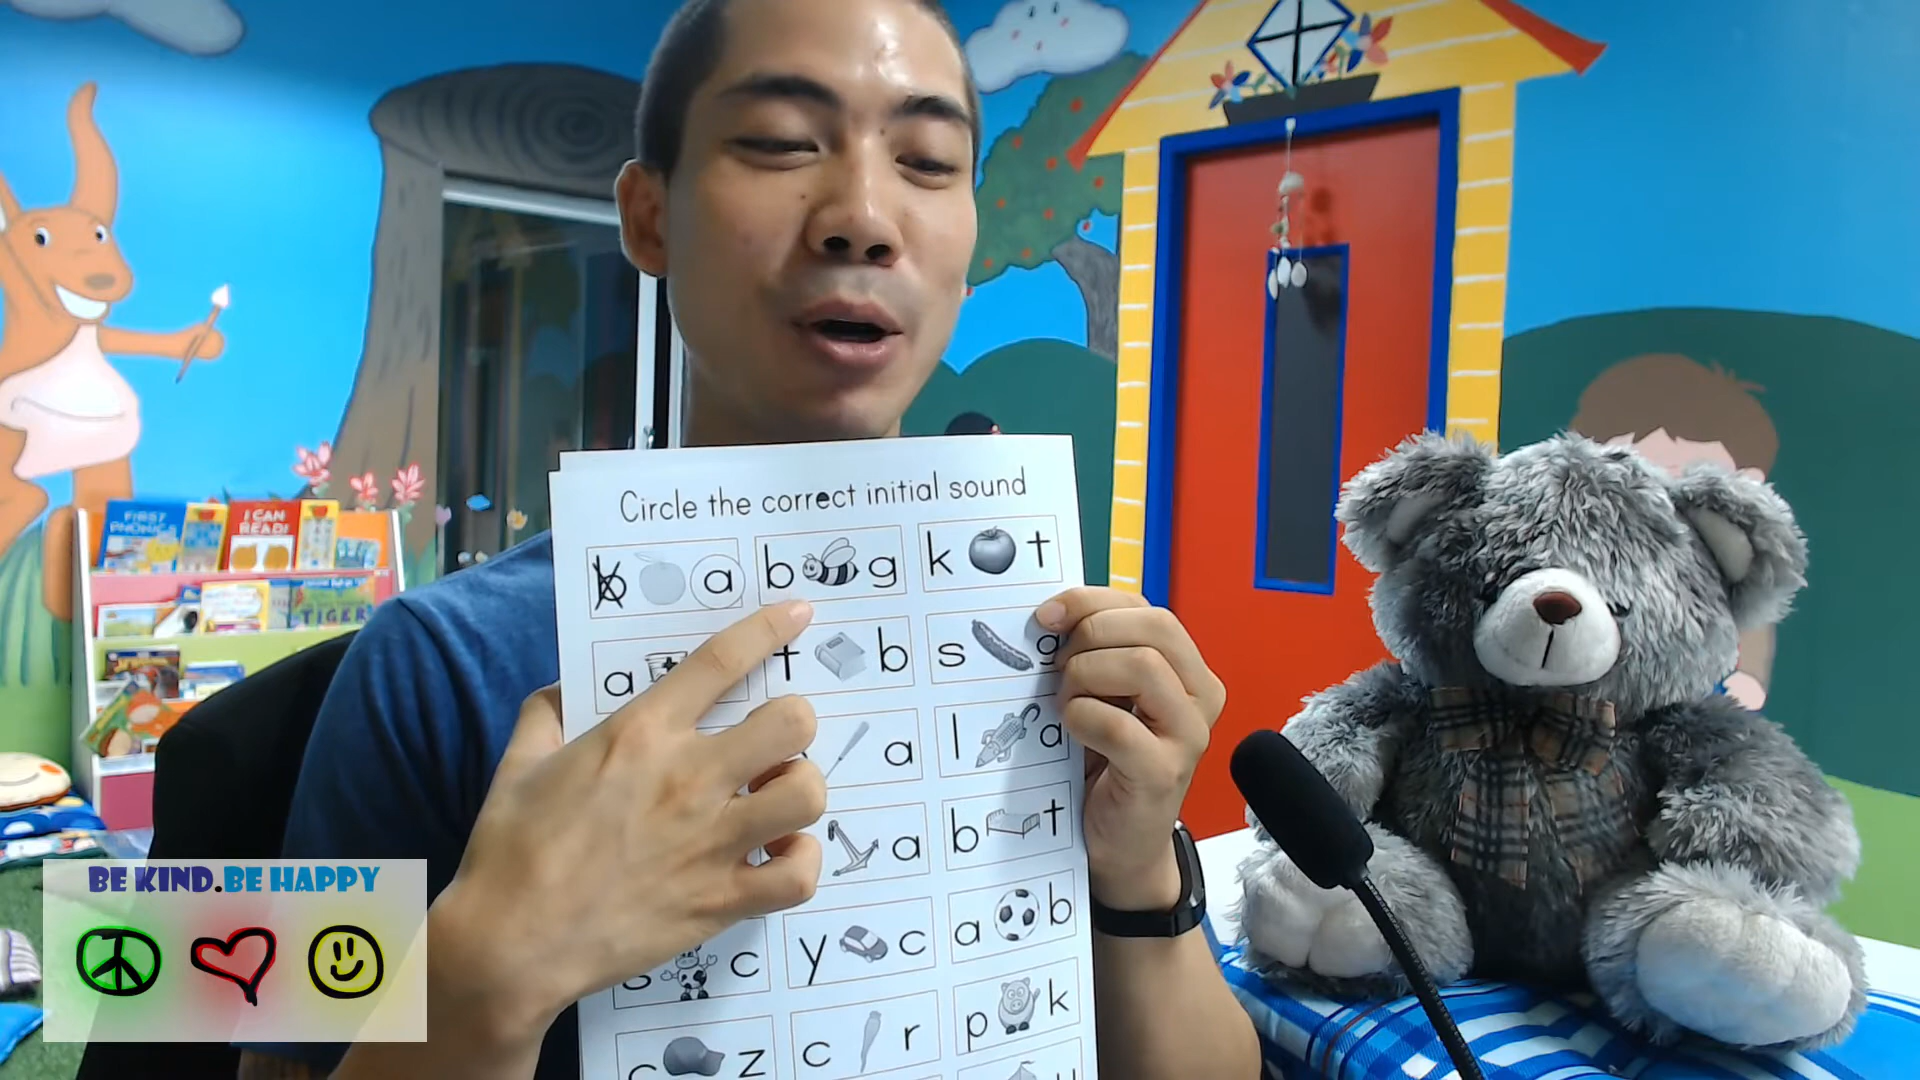 Circle the correct initial sound
b a b g k t
a t b s g
a l a
a b t
s c y c a b
c z c r p k
FIRST
PHONICS
I CAN
READ!
TIGER
BE KIND.BE HAPPY